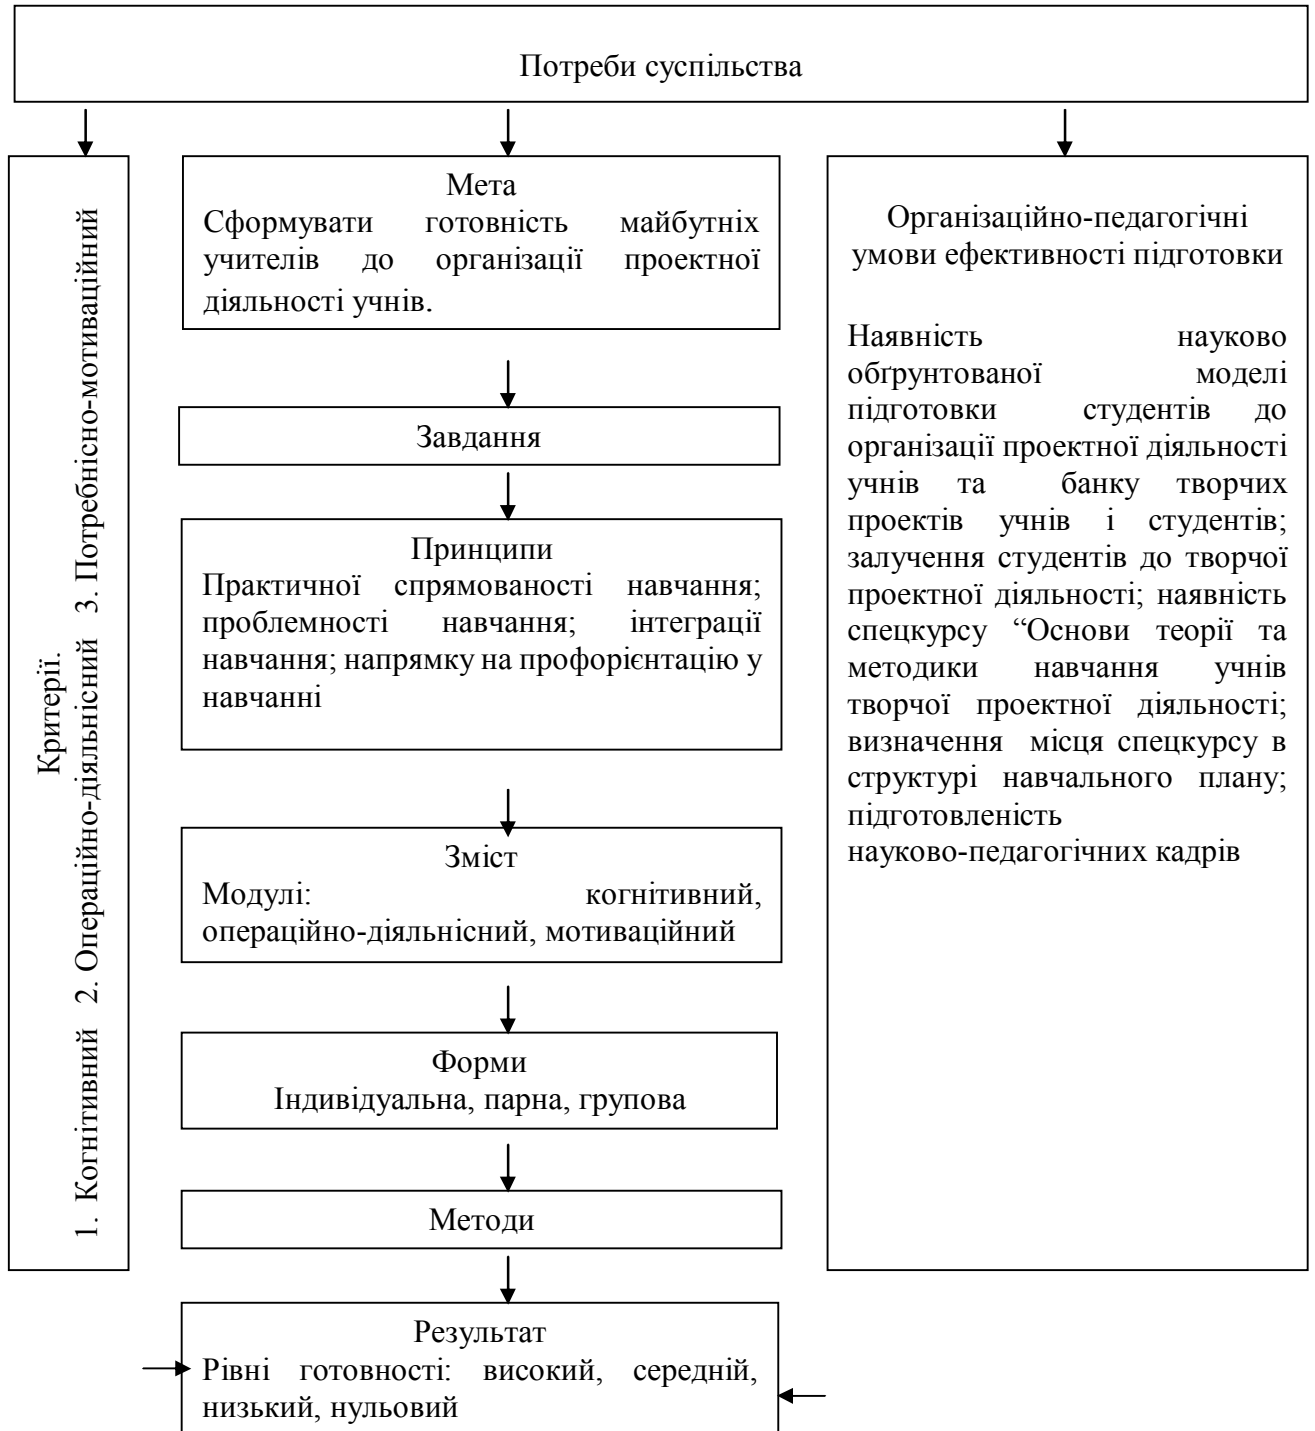 Потреби суспільства
Критерії.
1. Когнітивний 2. Операційно-діяльнісний 3. Потребнісно-мотиваційний
Мета
Сформувати готовність майбутніх
учителів до організації проектної
діяльності учнів.
Завдання
Принципи
Практичної спрямованості навчання;
проблемності навчання; інтеграції
навчання; напрямку на профорієнтацію у
навчанні
Зміст
Модулі: когнітивний,
операційно-діяльнісний, мотиваційний
Форми
Індивідуальна, парна, групова
Методи
Результат
Рівні готовності: високий, середній,
низький, нульовий
Організаційно-педагогічні
умови ефективності підготовки
Наявність науково
обґрунтованої моделі
підготовки студентів до
організації проектної діяльності
учнів та банку творчих
проектів учнів і студентів;
залучення студентів до творчої
проектної діяльності; наявність
спецкурсу “Основи теорії та
методики навчання учнів
творчої проектної діяльності;
визначення місця спецкурсу в
структурі навчального плану;
підготовленість
науково-педагогічних кадрів